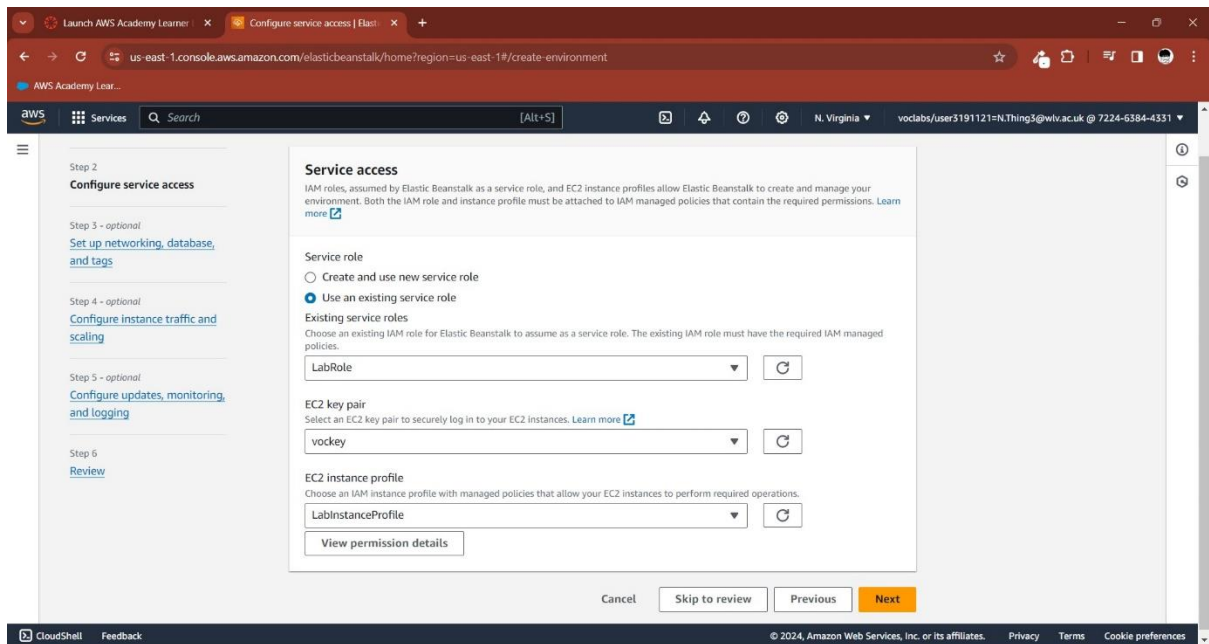 Launch AWS Academy Learner
Configure service access | Elasti
us-east-1.console.aws.amazon.com/elasticbeanstalk/home?region=us-east-1#/create-environment
AWS Academy Lear...
aws
Services
Search
[Alt+S]
N. Virginia
voclabs/user3191121=N.Thing3@wlv.ac.uk @ 7224-6384-4331
Step 2
Configure service access
Step 3 - optional
Set up networking, database,
and tags
Step 4 - optional
Configure instance traffic and
scaling
Step 5 - optional
Configure updates, monitoring,
and logging
Step 6
Review
Service access
IAM roles, assumed by Elastic Beanstalk as a service role, and EC2 instance profiles allow Elastic Beanstalk to create and manage your
environment. Both the IAM role and instance profile must be attached to IAM managed policies that contain the required permissions. Learn
more
Service role
Create and use new service role
Use an existing service role
Existing service roles
Choose an existing IAM role for Elastic Beanstalk to assume as a service role. The existing IAM role must have the required IAM managed
policies.
LabRole
EC2 key pair
Select an EC2 key pair to securely log in to your EC2 instances. Learn more
vockey
EC2 instance profile
Choose an IAM instance profile with managed policies that allow your EC2 instances to perform required operations.
LabInstanceProfile
View permission details
Cancel
Skip to review
Previous
Next
CloudShell
Feedback
© 2024, Amazon Web Services, Inc. or its affiliates.
Privacy
Terms
Cookie preferences